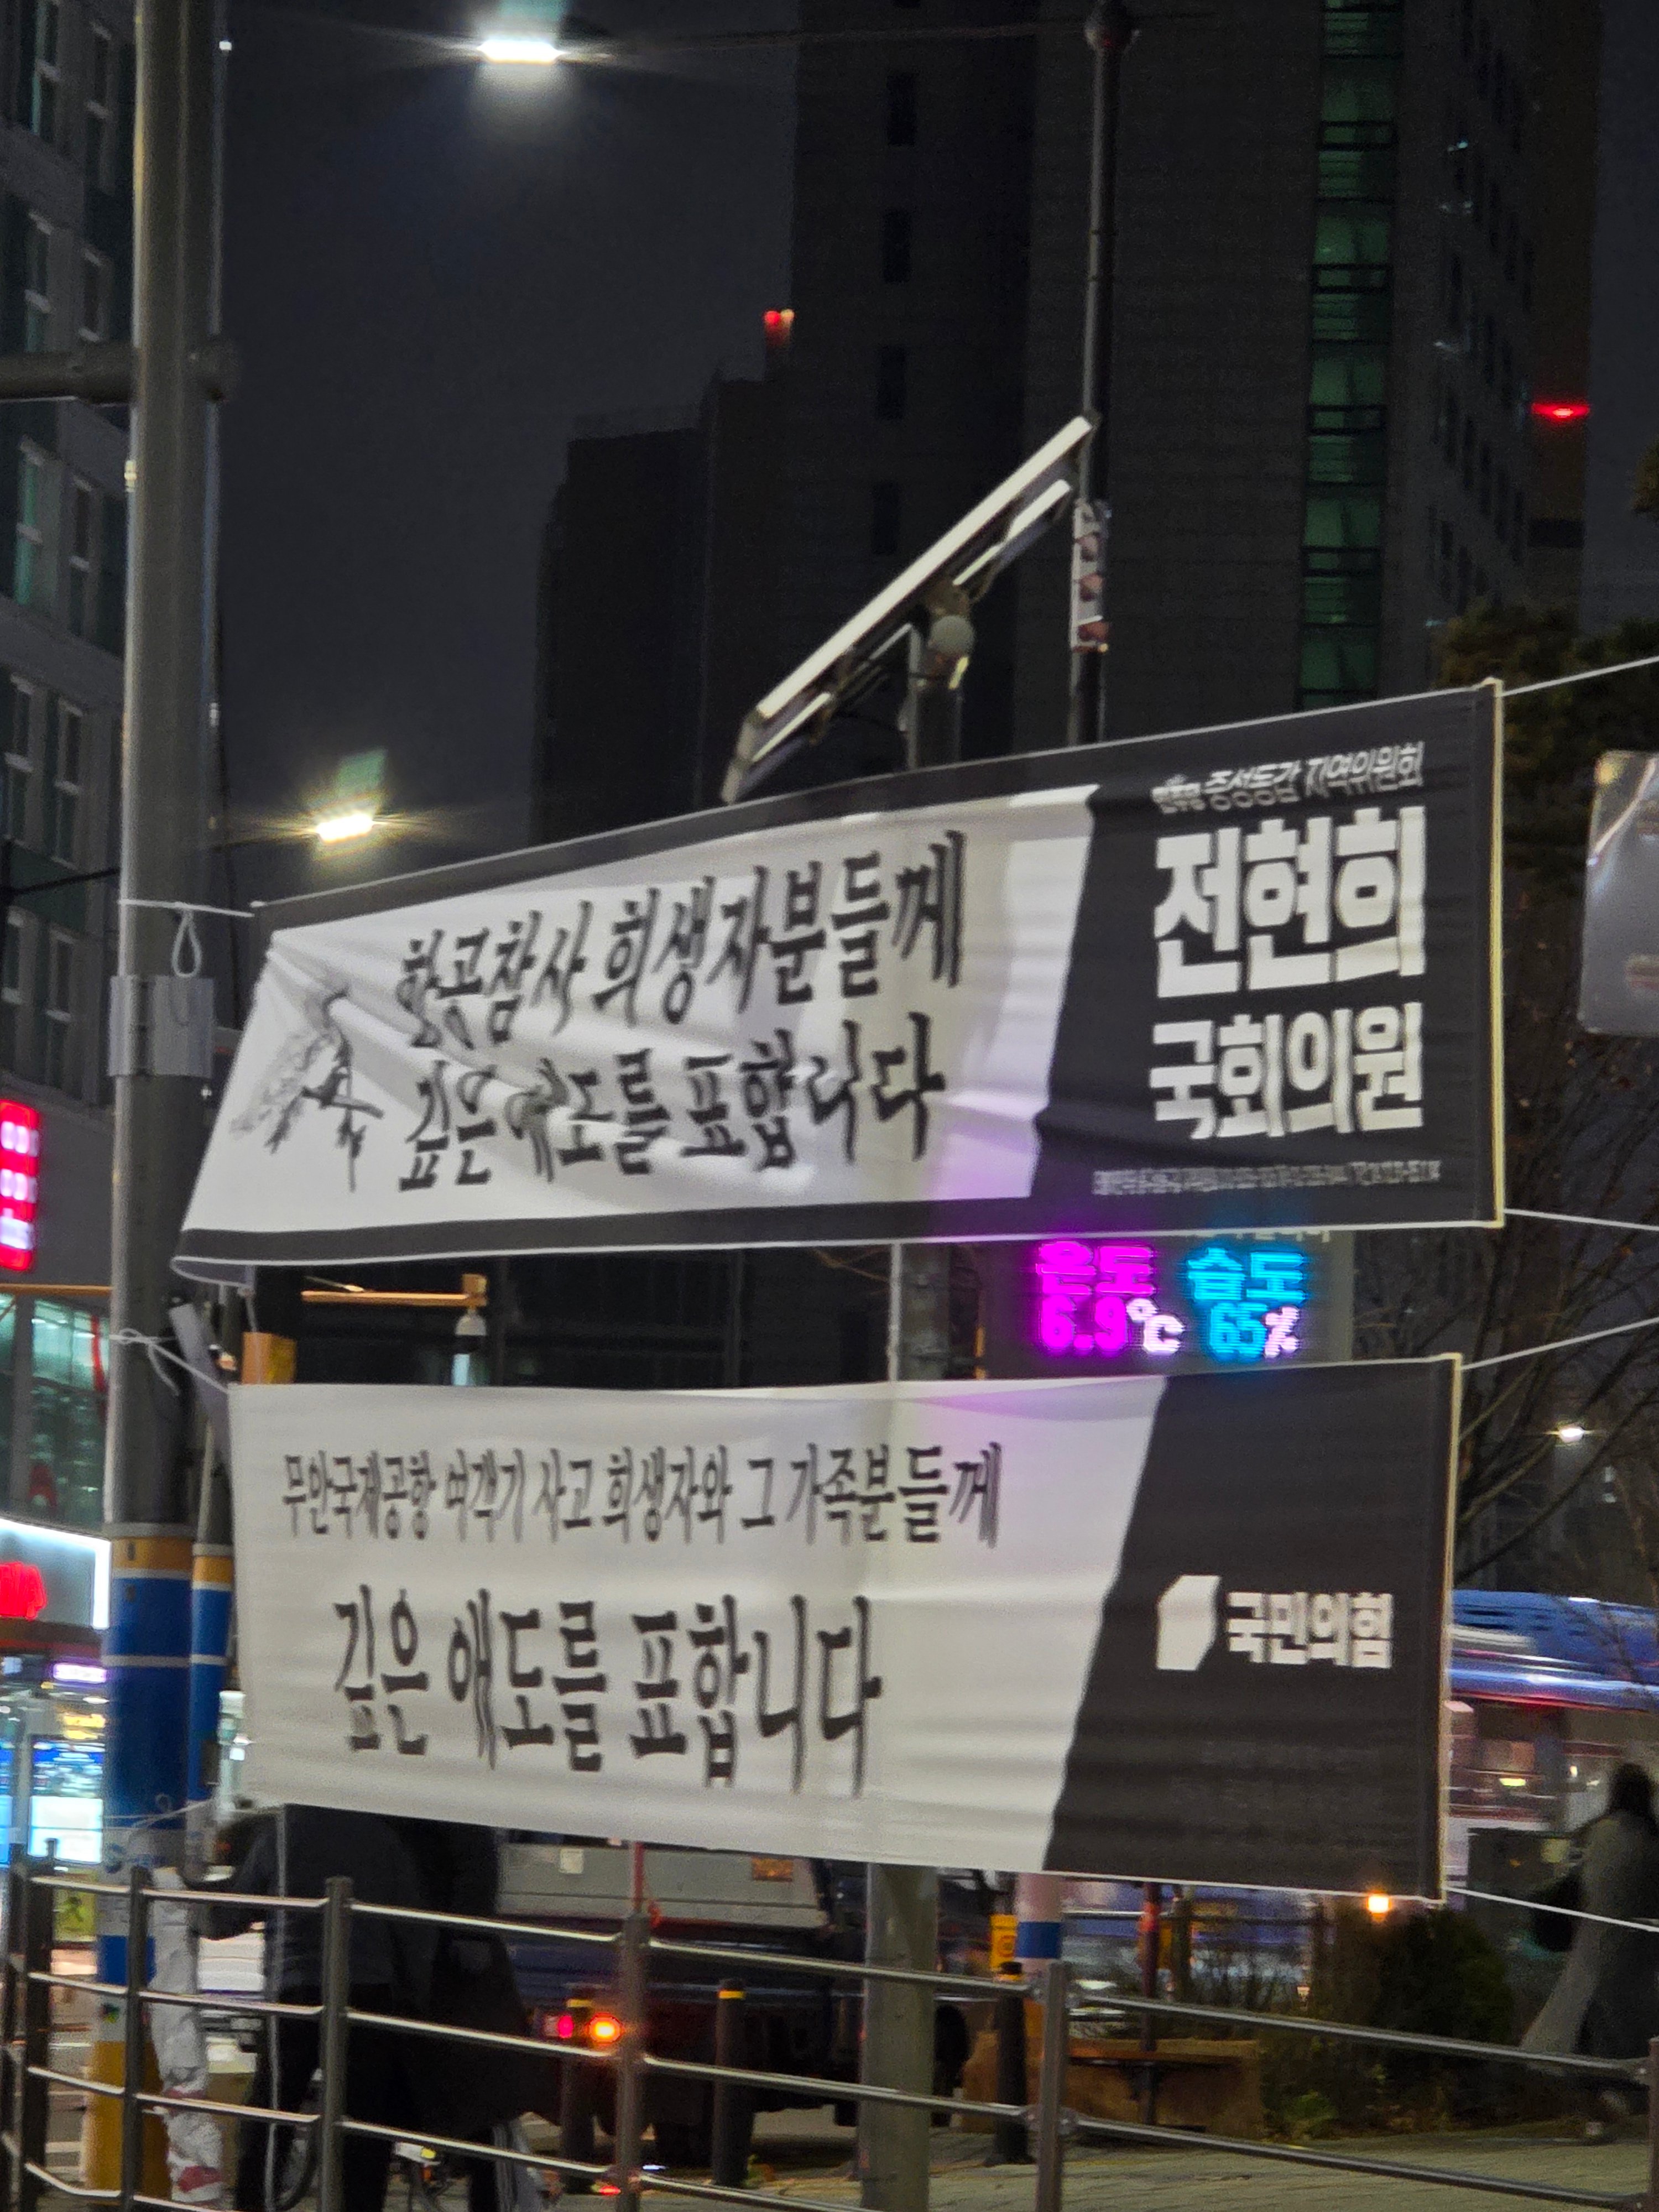 중성동갑 지역위원회
전현희
국회의원
항공참사 희생자분들께
깊은 애도를 표합니다
온도 습도
6.9℃ 65%
무안국제공항 여객기 사고 희생자와 그 가족분들께
깊은 애도를 표합니다
국민의힘